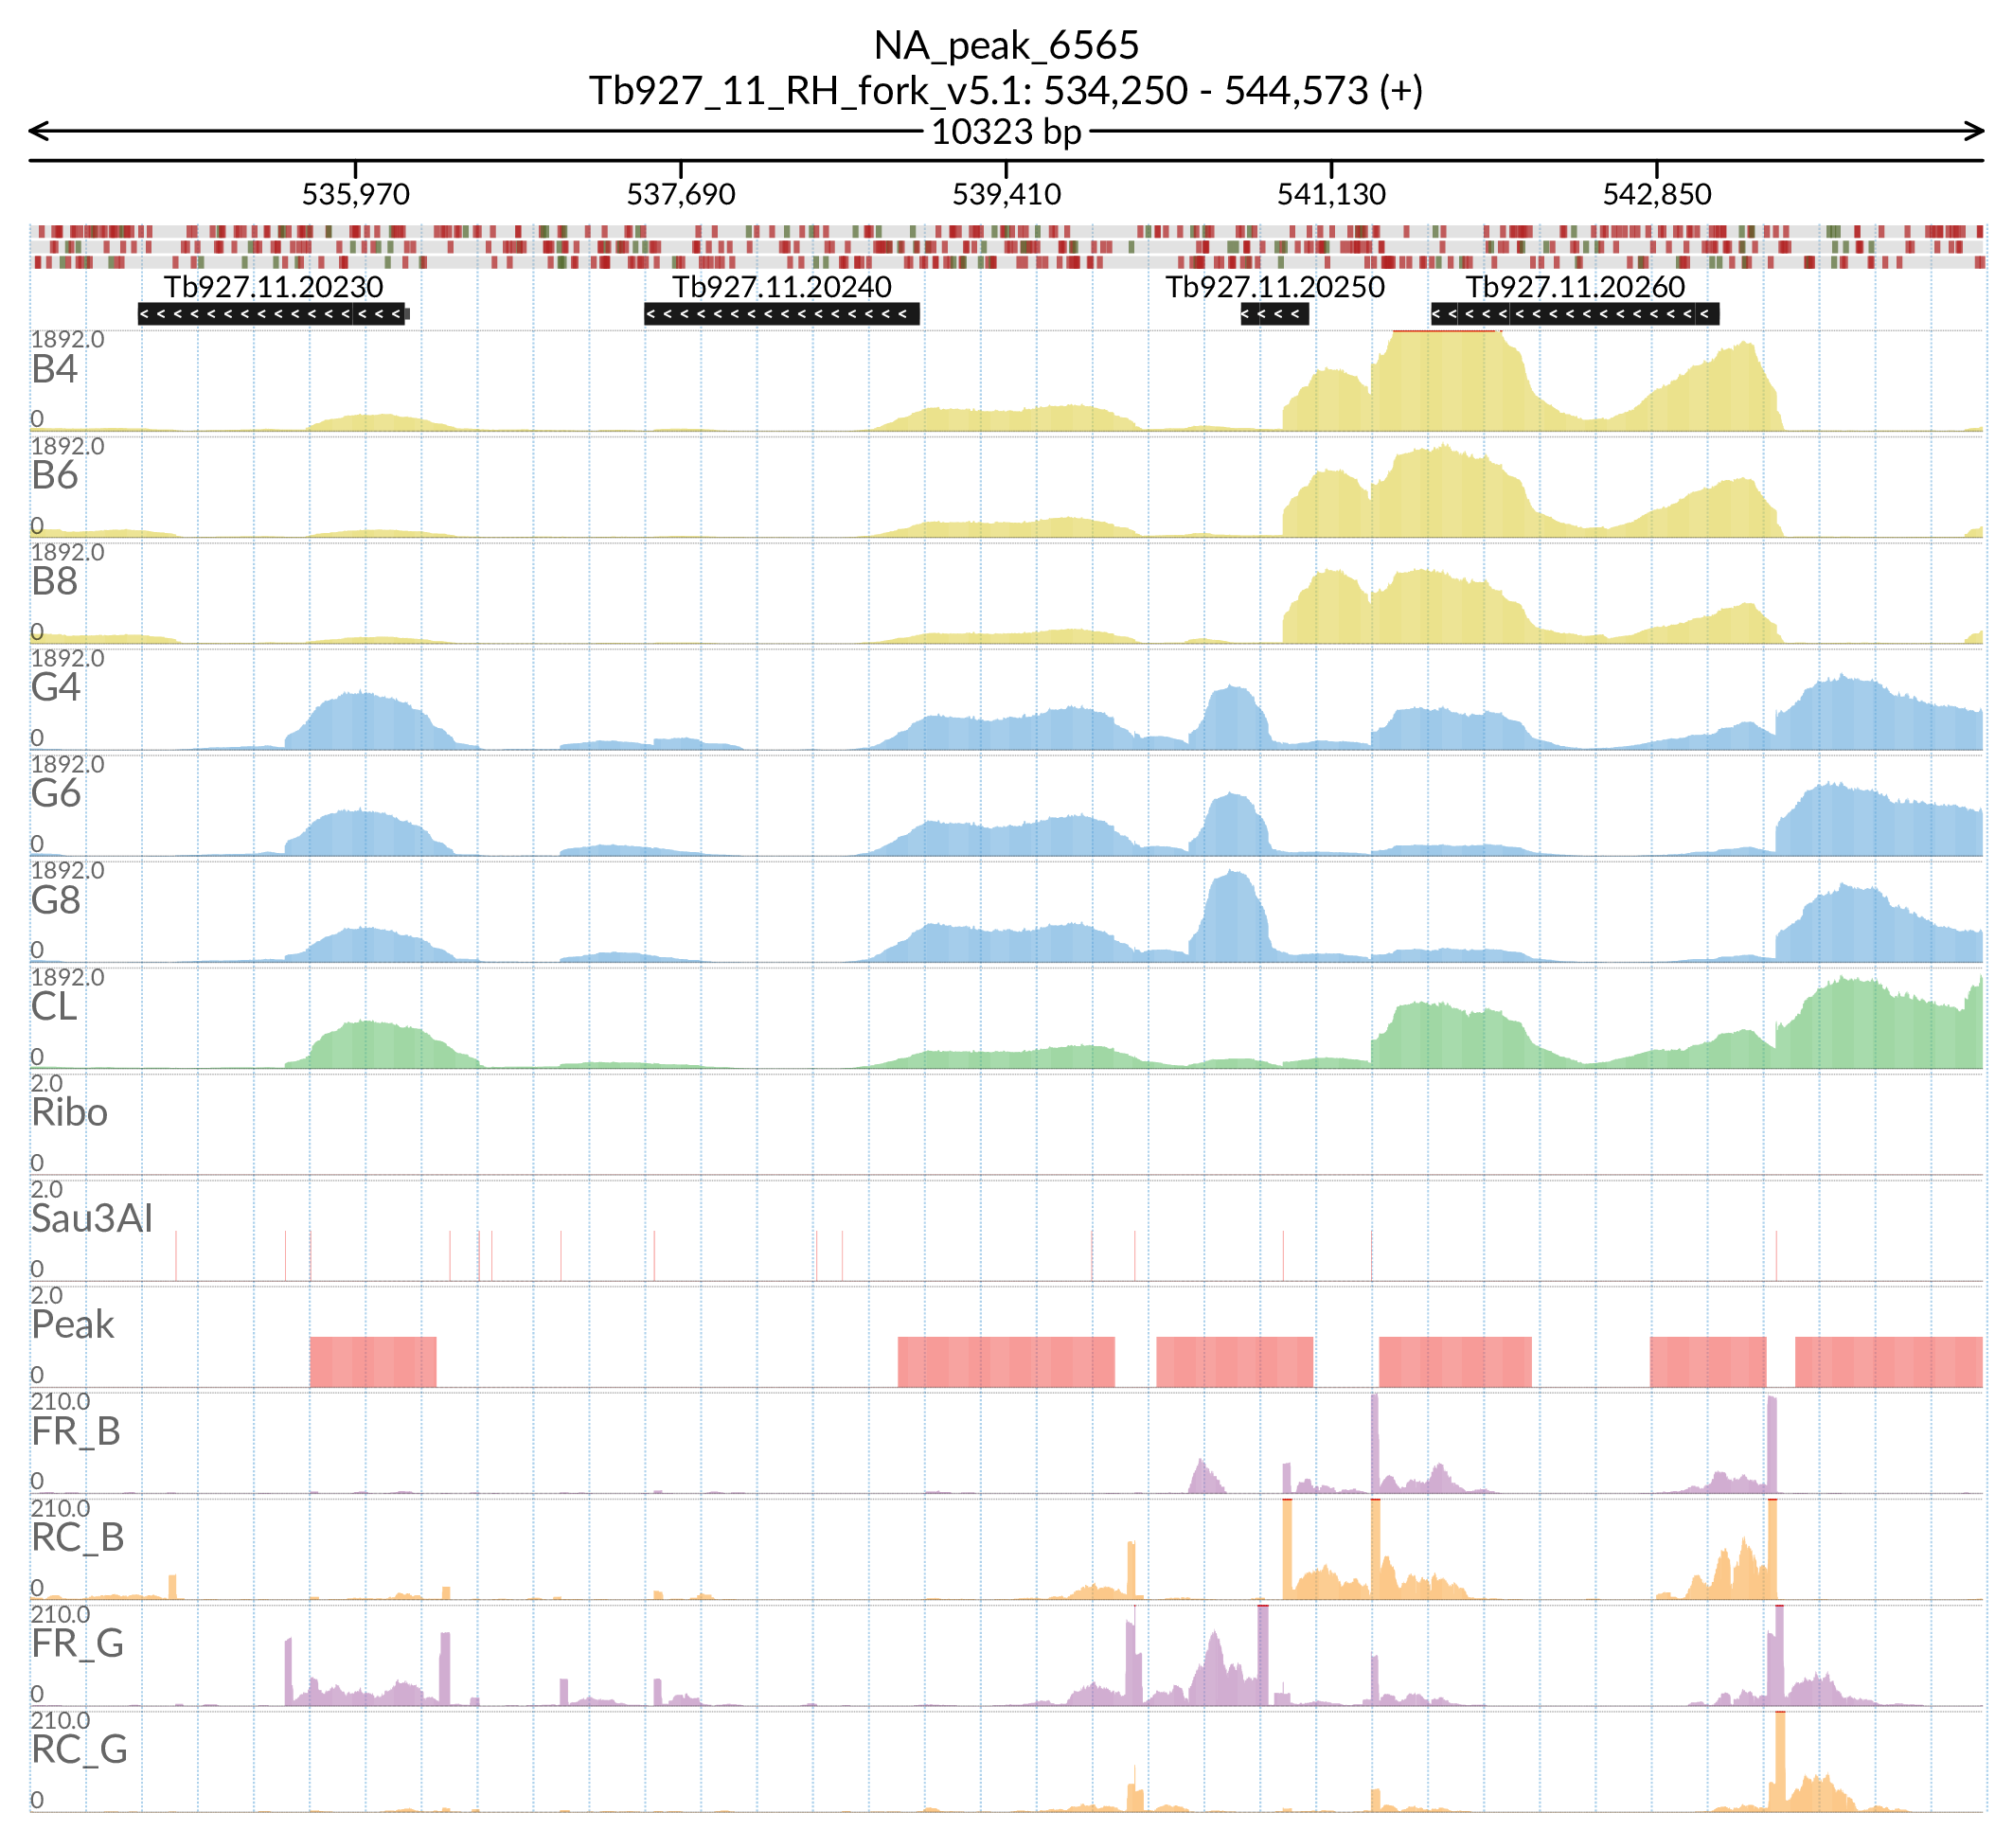 NA_peak_6565
Tb927_11_RH_fork_v5.1: 534,250 - 544,573 (+)
10323 bp
535,970 537,690 539,410 541,130 542,850
Tb927.11.20230 Tb927.11.20240 Tb927.11.20250 Tb927.11.20260
1892.0
B4
0
1892.0
B6
0
1892.0
B8
0
1892.0
G4
0
1892.0
G6
0
1892.0
G8
0
1892.0
CL
0
2.0
Ribo
0
2.0
Sau3AI
0
2.0
Peak
0
210.0
FR_B
0
210.0
RC_B
0
210.0
FR_G
0
210.0
RC_G
0